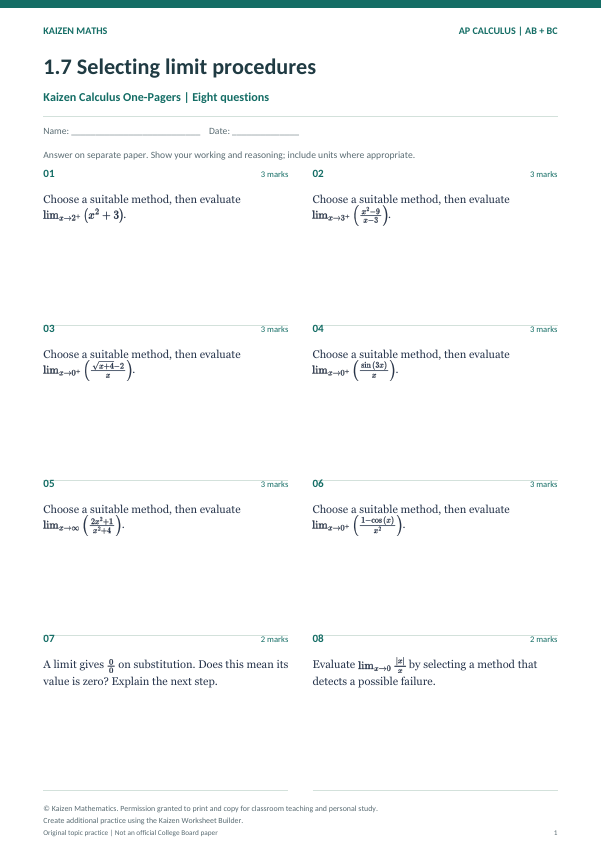 KAIZEN MATHS
AP CALCULUS | AB + BC
1.7 Selecting limit procedures
Kaizen Calculus One-Pagers | Eight questions
Name: ____________________________ Date: ______________
Answer on separate paper. Show your working and reasoning; include units where appropriate.
01 3 marks
Choose a suitable method, then evaluate
lim_{x→2⁺} (x² + 3).
02 3 marks
Choose a suitable method, then evaluate
lim_{x→3⁺} ((x²−9)/(x−3)).
03 3 marks
Choose a suitable method, then evaluate
lim_{x→0⁺} ((√(x+4)−2)/x).
04 3 marks
Choose a suitable method, then evaluate
lim_{x→0⁺} (sin (3x)/x).
05 3 marks
Choose a suitable method, then evaluate
lim_{x→∞} ((2x²+1)/(x²+4)).
06 3 marks
Choose a suitable method, then evaluate
lim_{x→0⁺} ((1−cos (x))/x²).
07 2 marks
A limit gives 0/0 on substitution. Does this mean its
value is zero? Explain the next step.
08 2 marks
Evaluate lim_{x→0} |x|/x by selecting a method that
detects a possible failure.
© Kaizen Mathematics. Permission granted to print and copy for classroom teaching and personal study.
Create additional practice using the Kaizen Worksheet Builder.
Original topic practice | Not an official College Board paper
1